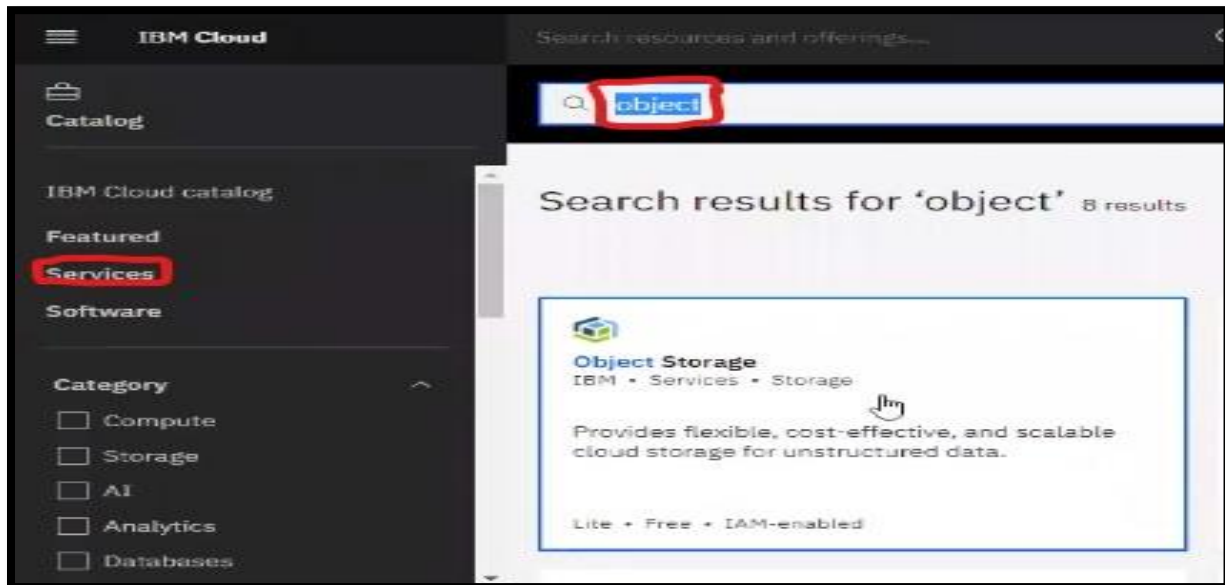 IBM Cloud
Search resources and offerings...
Catalog
object
IBM Cloud catalog
Featured
Services
Software
Category
Compute
Storage
AI
Analytics
Databases
Search results for ‘object’ 8 results
Object Storage
IBM • Services • Storage
Provides flexible, cost-effective, and scalable
cloud storage for unstructured data.
Lite • Free • IAM-enabled